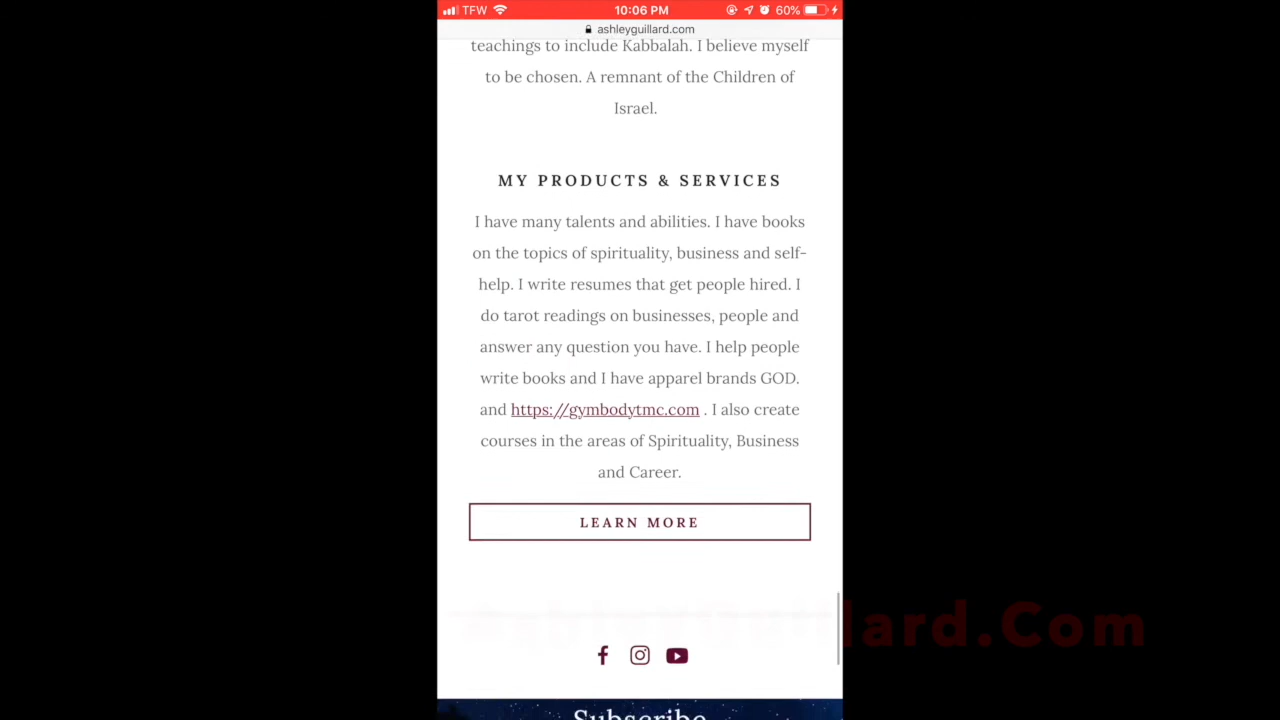 TFW 10:06 PM 60%
ashleyguillard.com
teachings to include Kabbalah. I believe myself
to be chosen. A remnant of the Children of
Israel.
MY PRODUCTS & SERVICES
I have many talents and abilities. I have books
on the topics of spirituality, business and self-
help. I write resumes that get people hired. I
do tarot readings on businesses, people and
answer any question you have. I help people
write books and I have apparel brands GOD.
and https://gymbodytmc.com . I also create
courses in the areas of Spirituality, Business
and Career.
LEARN MORE
AshleyGuillard.Com
Subscribe